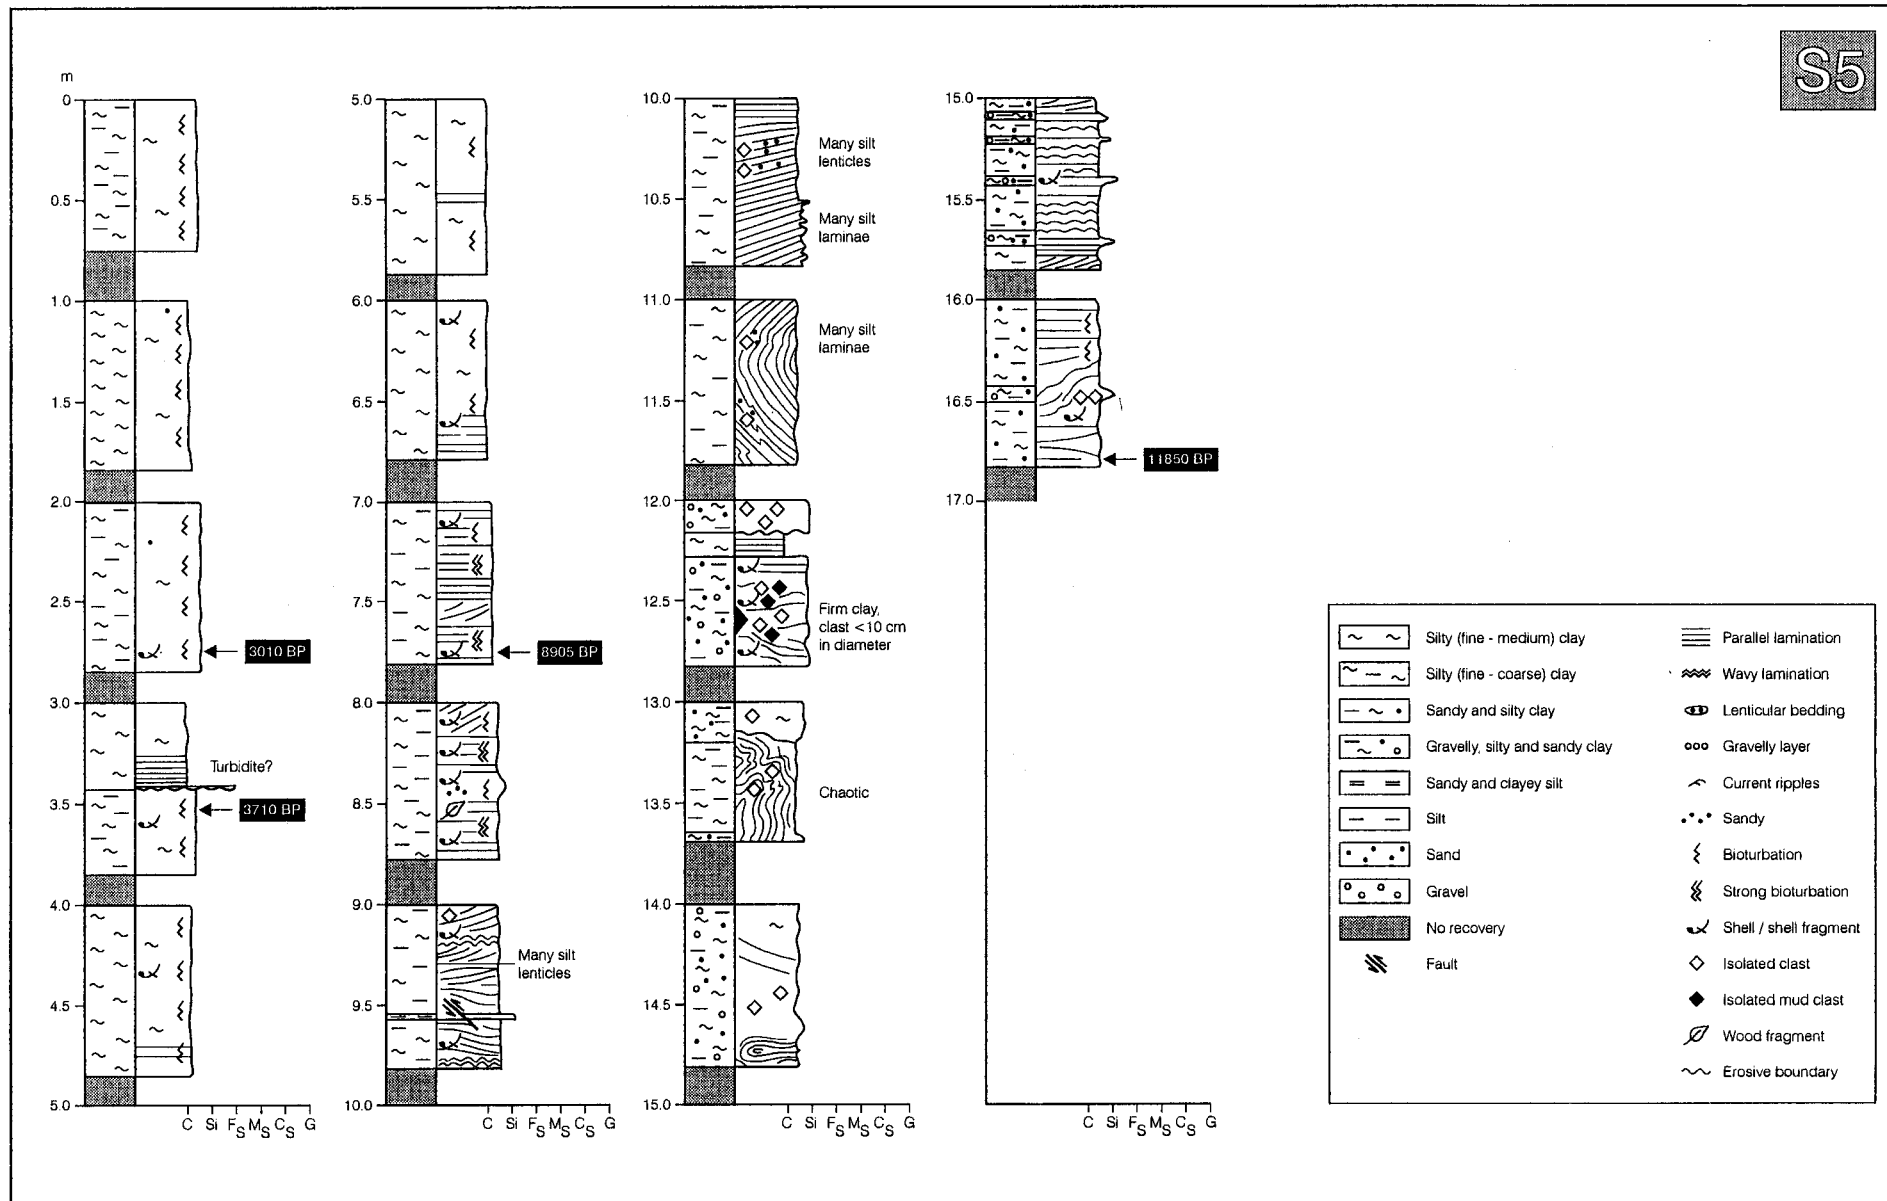 S5
m
0
0.5
1.0
1.5
2.0
2.5
3.0
3.5
4.0
4.5
5.0
3010 BP
Turbidite?
3710 BP
C Si FS MS CS G
5.0
5.5
6.0
6.5
7.0
7.5
8.0
8.5
9.0
9.5
10.0
8905 BP
Many silt
lenticles
C Si FS MS CS G
10.0
10.5
11.0
11.5
12.0
12.5
13.0
13.5
14.0
14.5
15.0
Many silt
lenticles
Many silt
laminae
Many silt
laminae
Firm clay,
clast <10 cm
in diameter
Chaotic
C Si FS MS CS G
15.0
15.5
16.0
16.5
17.0
11850 BP
C Si FS MS CS G
Silty (fine - medium) clay
Silty (fine - coarse) clay
Sandy and silty clay
Gravelly, silty and sandy clay
Sandy and clayey silt
Silt
Sand
Gravel
No recovery
Fault
Parallel lamination
Wavy lamination
Lenticular bedding
Gravelly layer
Current ripples
Sandy
Bioturbation
Strong bioturbation
Shell / shell fragment
Isolated clast
Isolated mud clast
Wood fragment
Erosive boundary